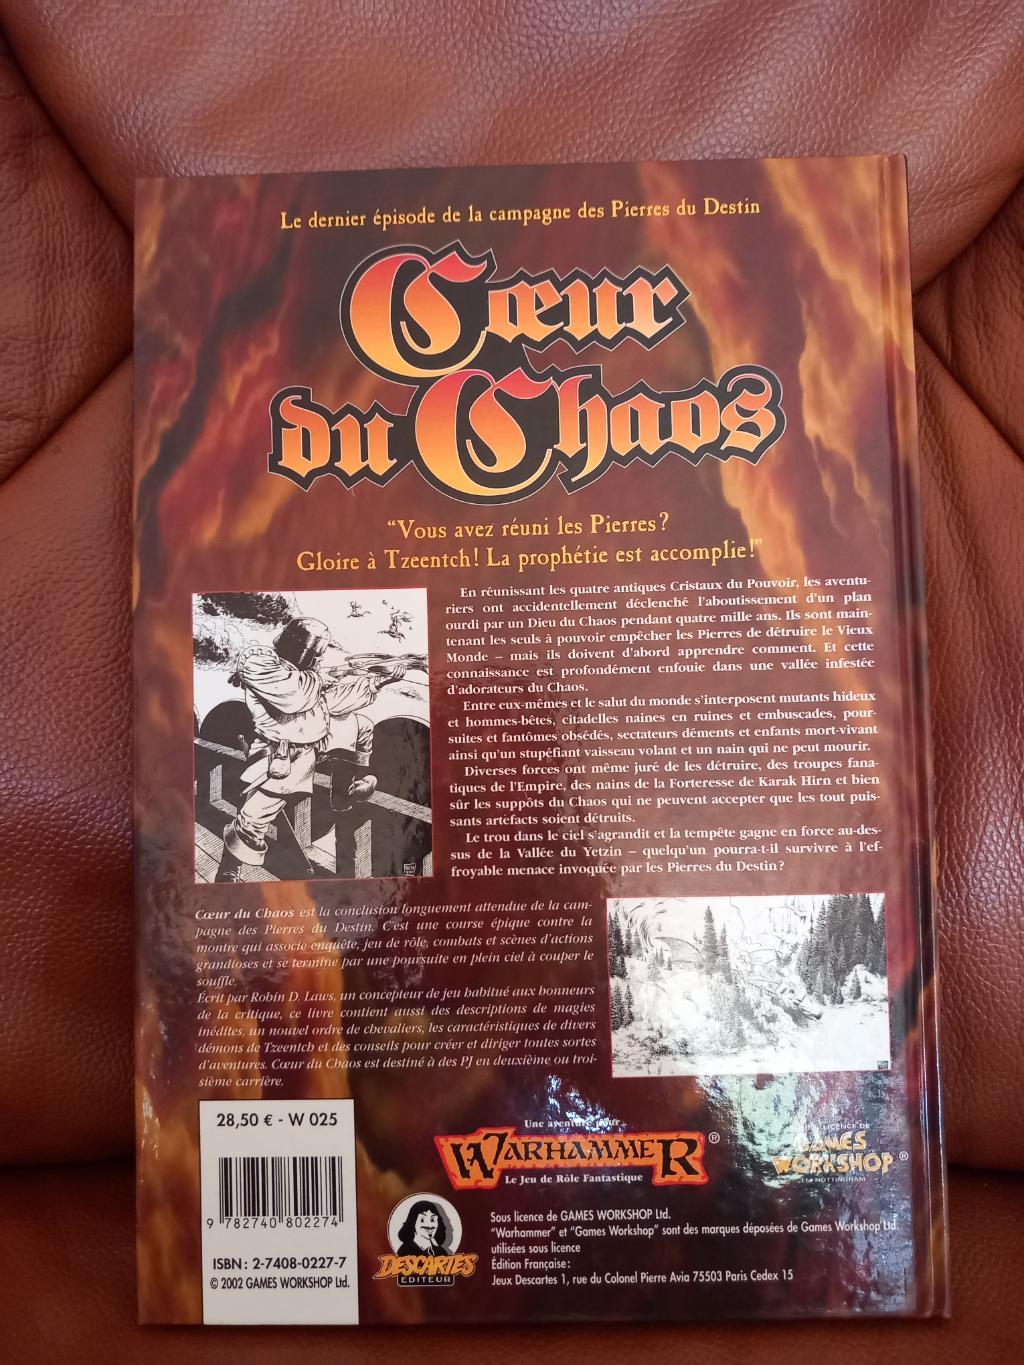 Le dernier épisode de la campagne des Pierres du Destin
Cœur
du Chaos
“Vous avez réuni les Pierres?
Gloire à Tzeentch! La prophétie est accomplie!”
En réunissant les quatre antiques Cristaux du Pouvoir, les aventu-
riers ont accidentellement déclenché l’aboutissement d’un plan
ourdi par un Dieu du Chaos pendant quatre mille ans. Ils sont main-
tenant les seuls à pouvoir empêcher les Pierres de détruire le Vieux
Monde – mais ils doivent d’abord apprendre comment. Et cette
connaissance est profondément enfouie dans une vallée infestée
d’adorateurs du Chaos.
Entre eux-mêmes et le salut du monde s’interposent mutants hideux
et hommes-bêtes, citadelles naines en ruines et embuscades, pour-
suites et fantômes obsédés, sectateurs déments et enfants mort-vivant
ainsi qu’un stupéfiant vaisseau volant et un nain qui ne peut mourir.
Diverses forces ont même juré de les détruire, des troupes fana-
tiques de l’Empire, des nains de la Forteresse de Karak Hirn et bien
sûr les suppôts du Chaos qui ne peuvent accepter que les tout puis-
sants artéfacts soient détruits.
Le trou dans le ciel s’agrandit et la tempête gagne en force au-des-
sus de la Vallée du Yetzin – quelqu’un pourra-t-il survivre à l’ef-
froyable menace invoquée par les Pierres du Destin?
Cœur du Chaos est la conclusion longuement attendue de la cam-
pagne des Pierres du Destin. C’est une course épique contre la
montre qui associe enquête, jeu de rôle, combats et scènes d’actions
grandioses et se termine par une poursuite en plein ciel à couper le
souffle.
Écrit par Robin D. Laws, un concepteur de jeu habitué aux honneurs
de la critique, ce livre contient aussi des descriptions de magies
inédites, un nouvel ordre de chevaliers, les caractéristiques de divers
démons de Tzeentch et des conseils pour créer et diriger toutes sortes
d’aventures. Cœur du Chaos est destiné à des PJ en deuxième ou troi-
sième carrière.
28,50 € - W 025
9 782740 802274
ISBN : 2-7408-0227-7
© 2002 GAMES WORKSHOP Ltd.
Une aventure pour
WARHAMMER®
Le Jeu de Rôle Fantastique
LICENCE DE
GAMES
WORKSHOP®
NOTTINGHAM
DESCARTES
EDITEUR
Sous licence de GAMES WORKSHOP Ltd.
“Warhammer” et “Games Workshop” sont des marques déposées de Games Workshop Ltd.
utilisées sous licence
Édition Française :
Jeux Descartes 1, rue du Colonel Pierre Avia 75503 Paris Cedex 15